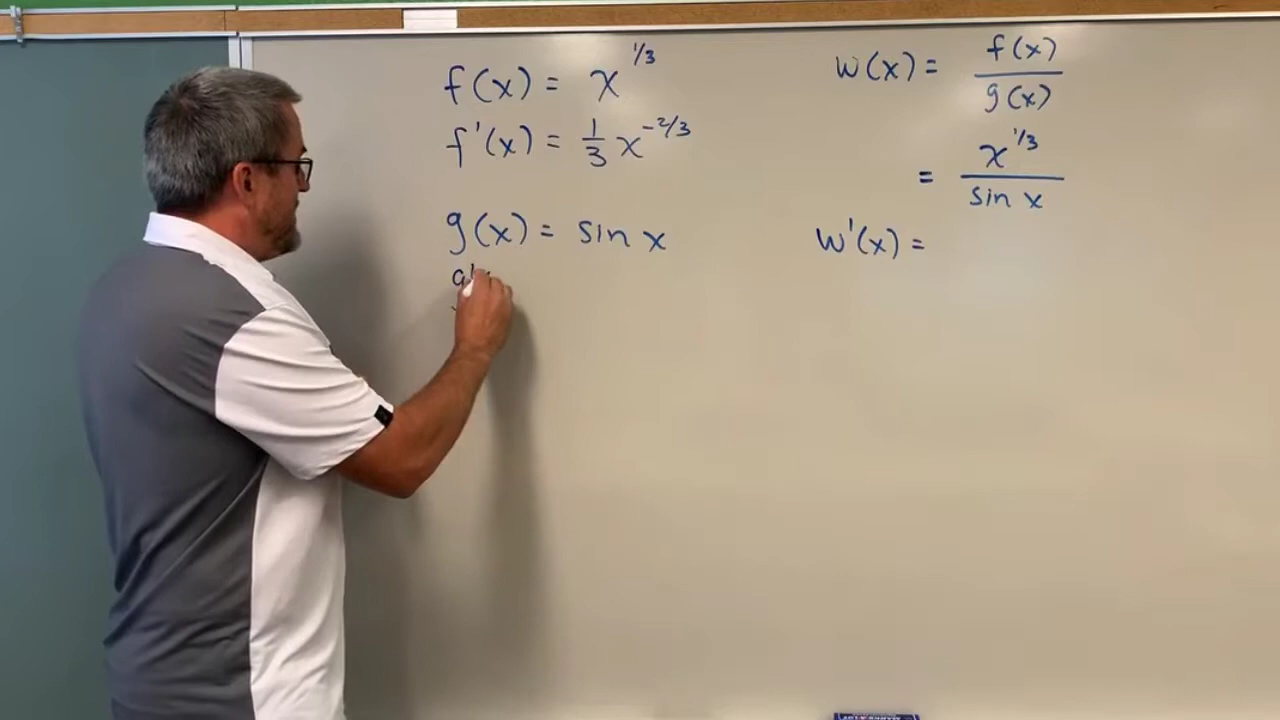 f(x) = x^1/3
f'(x) = 1/3 x^-2/3
g(x) = sin x
g'
w(x) = f(x)/g(x)
= x^1/3 / sin x
w'(x) =